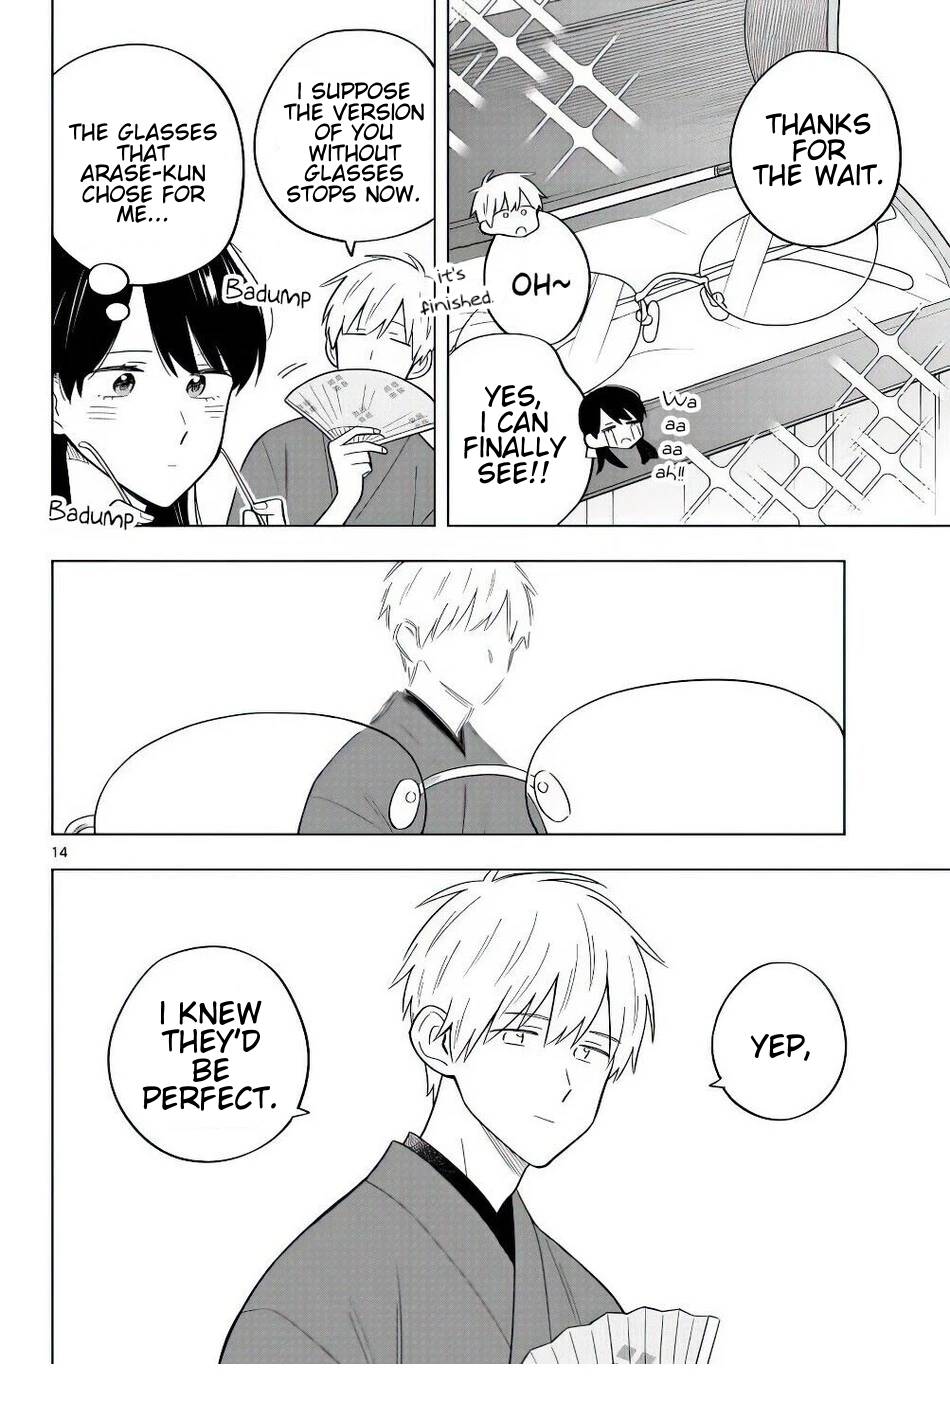 THANKS
FOR
THE WAIT.
OH~
it's
finished.
YES,
I CAN
FINALLY
SEE!!
Wa
aa
aa
ah!!
I SUPPOSE
THE VERSION
OF YOU
WITHOUT
GLASSES
STOPS NOW.
THE GLASSES
THAT
ARASE-KUN
CHOSE FOR
ME...
Badump
Badump
14
YEP,
I KNEW
THEY'D
BE
PERFECT.